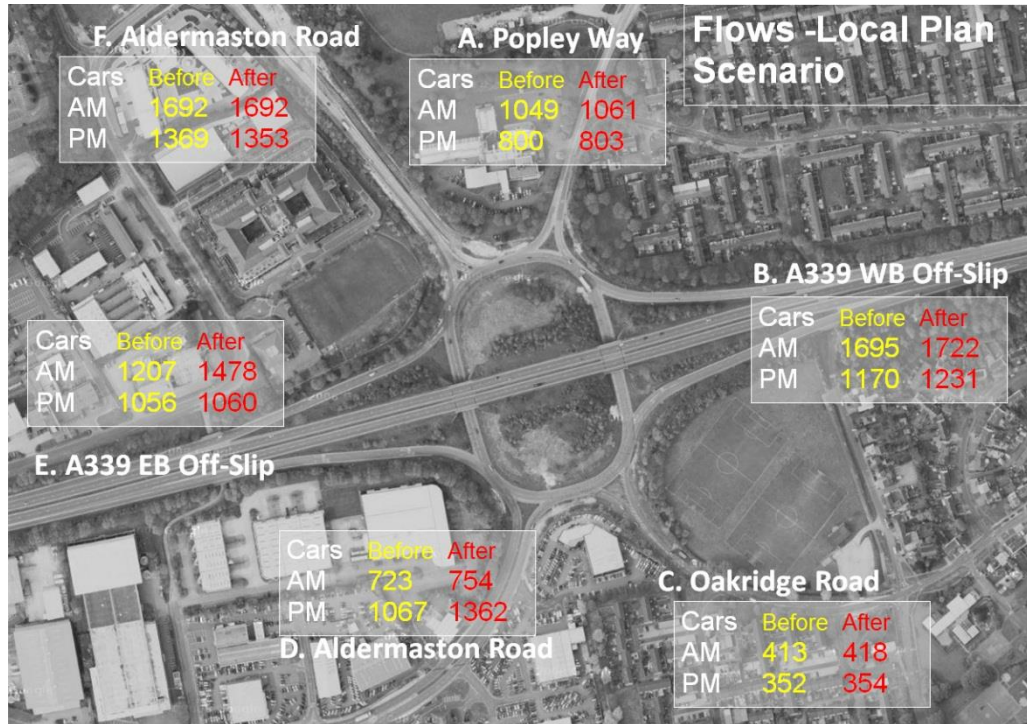 Flows -Local Plan
Scenario
F. Aldermaston Road
Cars Before After
AM 1692 1692
PM 1369 1353
A. Popley Way
Cars Before After
AM 1049 1061
PM 800 803
B. A339 WB Off-Slip
Cars Before After
AM 1695 1722
PM 1170 1231
Cars Before After
AM 1207 1478
PM 1056 1060
E. A339 EB Off-Slip
Cars Before After
AM 723 754
PM 1067 1362
D. Aldermaston Road
C. Oakridge Road
Cars Before After
AM 413 418
PM 352 354